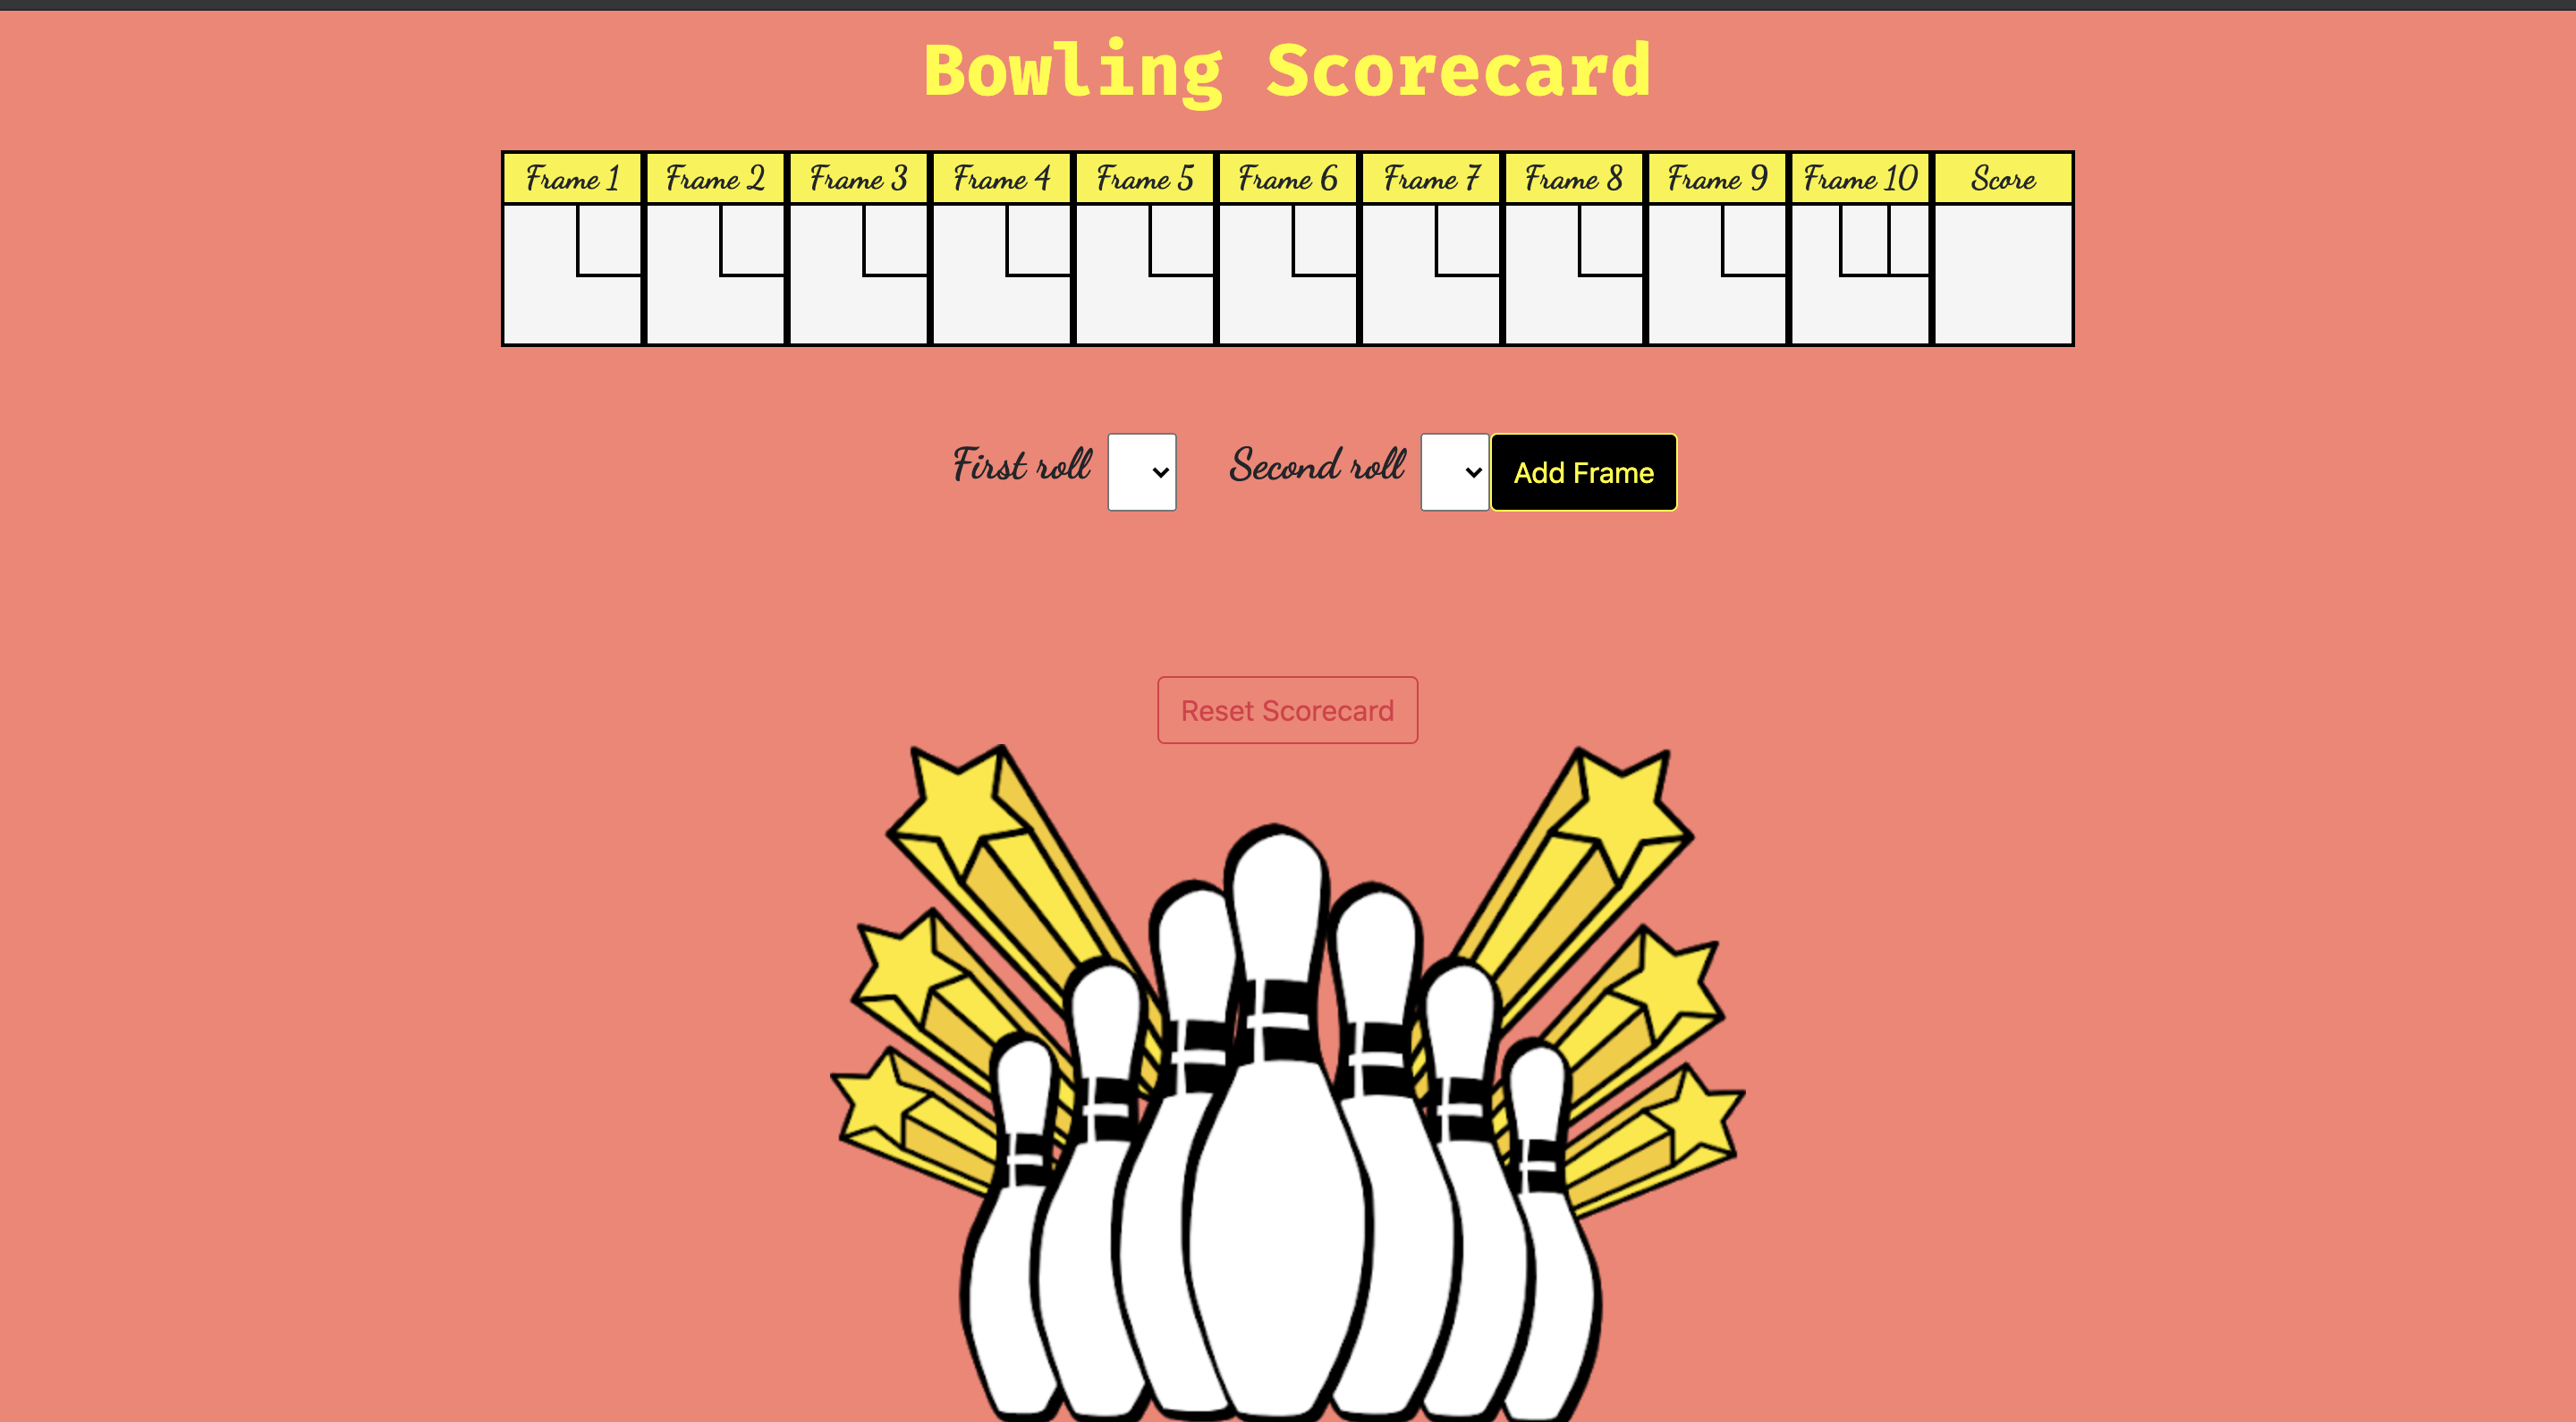 Bowling Scorecard
Frame 1 Frame 2 Frame 3 Frame 4 Frame 5 Frame 6 Frame 7 Frame 8 Frame 9 Frame 10 Score
First roll Second roll Add Frame
Reset Scorecard